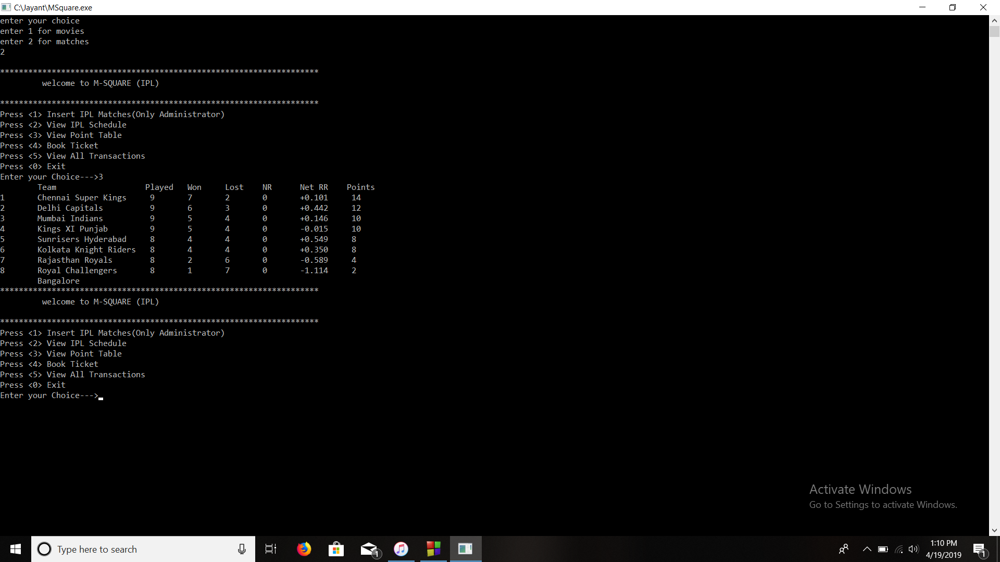 C:\Jayant\MSquare.exe
enter your choice
enter 1 for movies
enter 2 for matches
2
********************************************************************
welcome to M-SQUARE (IPL)
********************************************************************
Press <1> Insert IPL Matches(Only Administrator)
Press <2> View IPL Schedule
Press <3> View Point Table
Press <4> Book Ticket
Press <5> View All Transactions
Press <0> Exit
Enter your Choice--->3
Team Played Won Lost NR Net RR Points
1 Chennai Super Kings 9 7 2 0 +0.101 14
2 Delhi Capitals 9 6 3 0 +0.442 12
3 Mumbai Indians 9 5 4 0 +0.146 10
4 Kings XI Punjab 9 5 4 0 -0.015 10
5 Sunrisers Hyderabad 8 4 4 0 +0.549 8
6 Kolkata Knight Riders 8 4 4 0 +0.350 8
7 Rajasthan Royals 8 2 6 0 -0.589 4
8 Royal Challengers 8 1 7 0 -1.114 2
Bangalore
********************************************************************
welcome to M-SQUARE (IPL)
********************************************************************
Press <1> Insert IPL Matches(Only Administrator)
Press <2> View IPL Schedule
Press <3> View Point Table
Press <4> Book Ticket
Press <5> View All Transactions
Press <0> Exit
Enter your Choice--->
Activate Windows
Go to Settings to activate Windows.
Type here to search
1
1:10 PM
4/19/2019
1